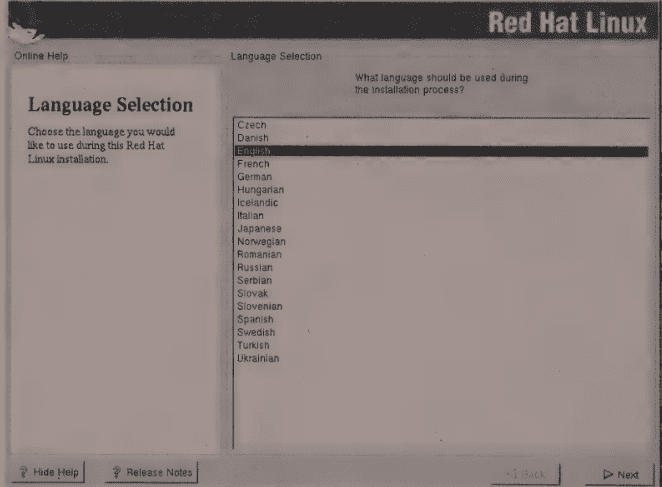 Red Hat Linux
Online Help
Language Selection
Language Selection
Choose the language you would
like to use during this Red Hat
Linux installation.
What language should be used during
the installation process?
Czech
Danish
English
French
German
Hungarian
Icelandic
Italian
Japanese
Norwegian
Romanian
Russian
Serbian
Slovak
Slovenian
Spanish
Swedish
Turkish
Ukrainian
Hide Help
Release Notes
Back
Next